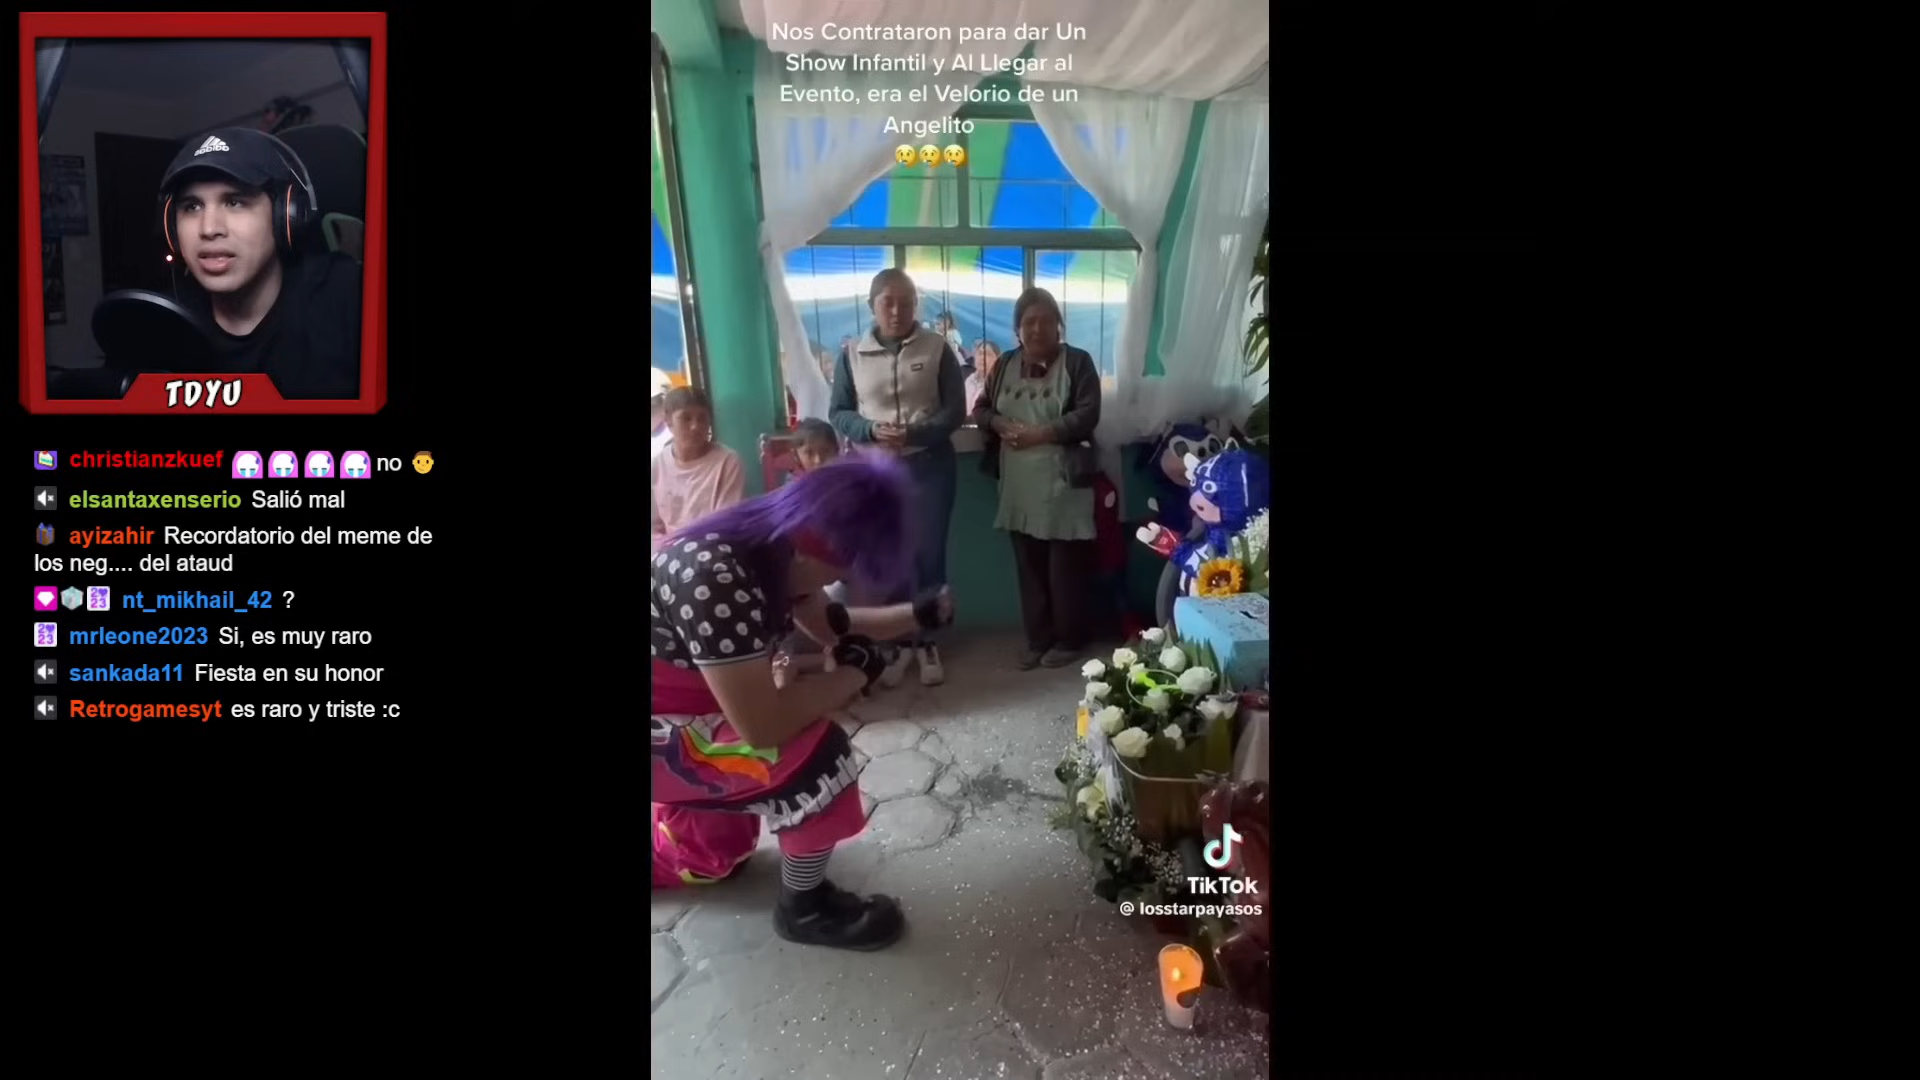 Nos Contrataron para dar Un
Show Infantil y Al Llegar al
Evento, era el Velorio de un
Angelito
😢😢😢
adidas
TDYU
christianzkuef no
elsantaxenserio Salió mal
ayizahir Recordatorio del meme de
los neg.... del ataud
nt_mikhail_42 ?
mrleone2023 Si, es muy raro
sankada11 Fiesta en su honor
Retrogamesyt es raro y triste :c
TikTok
@ losstarpayasos